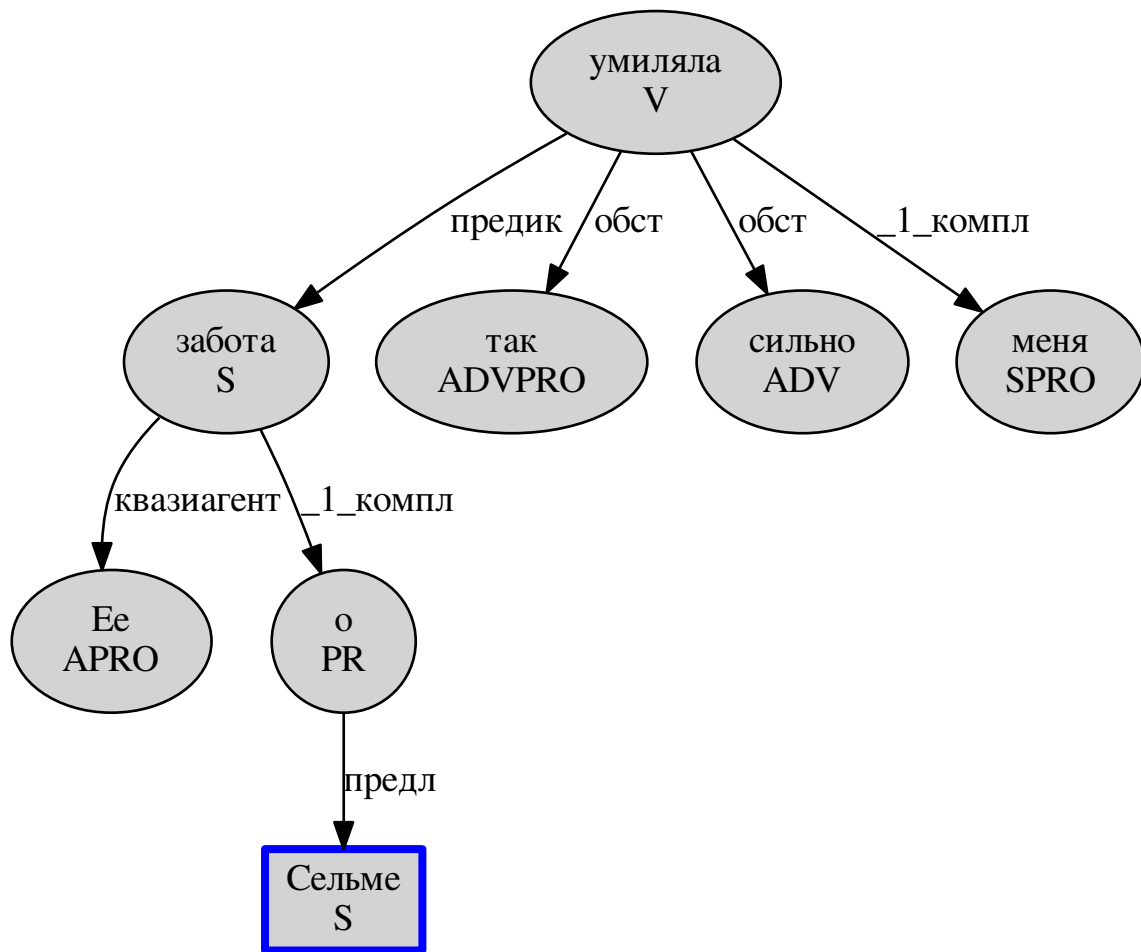 умиляла
V
предик
обст
обст
_1_компл
забота
S
так
ADVPRO
сильно
ADV
меня
SPRO
квазиагент
_1_компл
Ее
APRO
о
PR
предл
Сельме
S